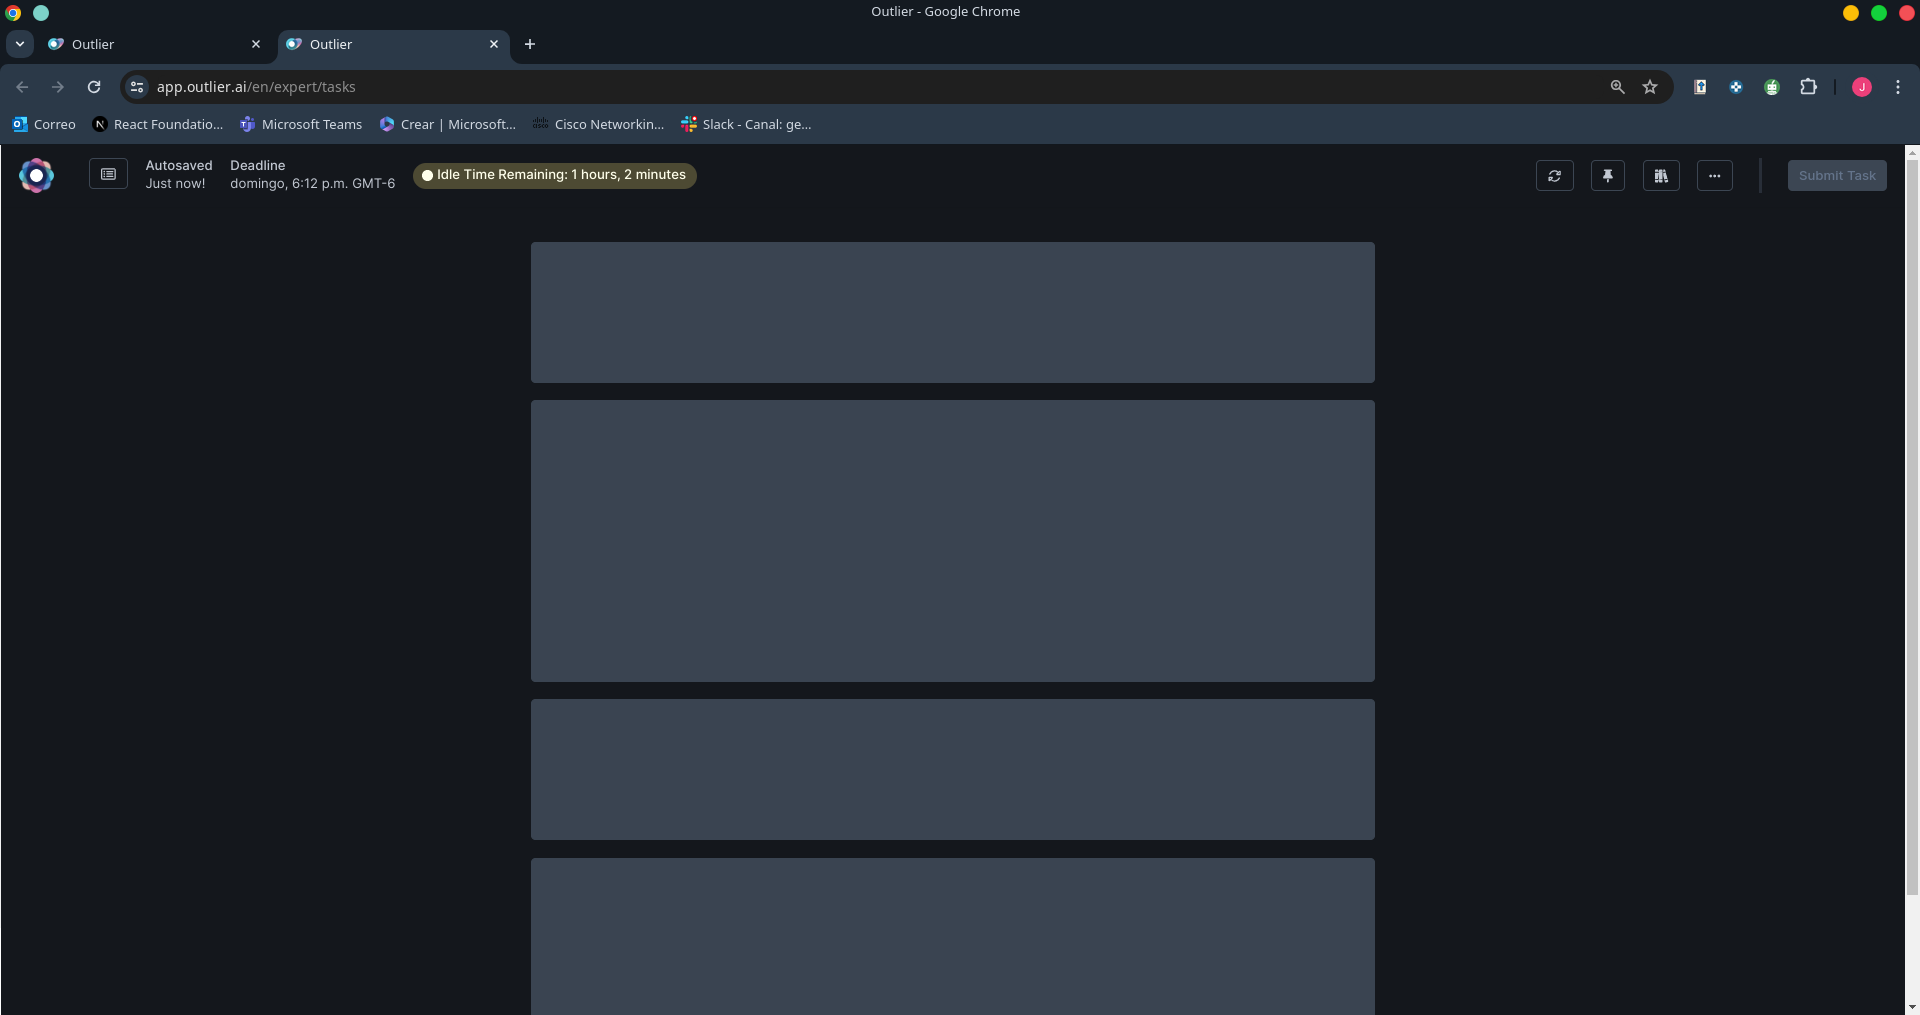 Outlier - Google Chrome
Outlier
Outlier
app.outlier.ai/en/expert/tasks
J
Correo
React Foundatio...
Microsoft Teams
Crear | Microsoft...
Cisco Networkin...
Slack - Canal: ge...
Autosaved
Just now!
Deadline
domingo, 6:12 p.m. GMT-6
Idle Time Remaining: 1 hours, 2 minutes
Submit Task